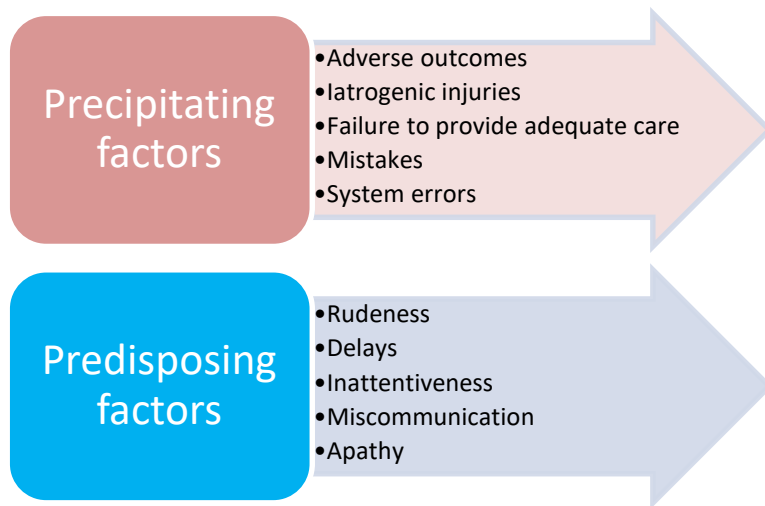 Precipitating
factors
•Adverse outcomes
•Iatrogenic injuries
•Failure to provide adequate care
•Mistakes
•System errors
Predisposing
factors
•Rudeness
•Delays
•Inattentiveness
•Miscommunication
•Apathy